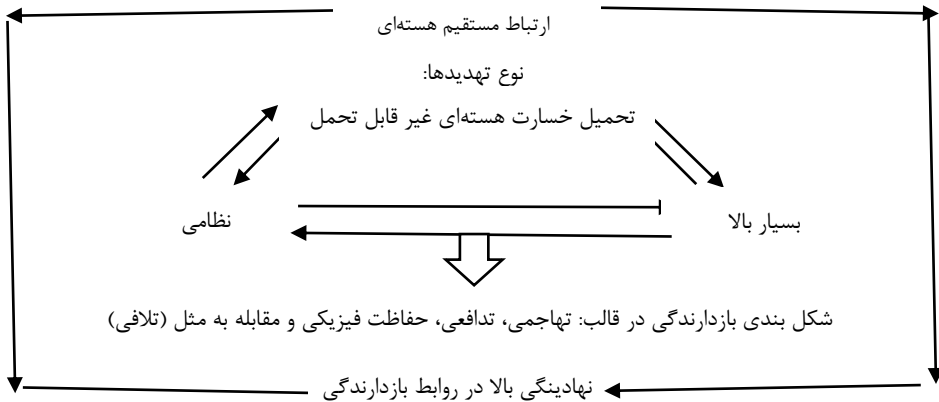 ارتباط مستقیم هسته‌ای
نوع تهدیدها:
تحمیل خسارت هسته‌ای غیر قابل تحمل
نظامی
بسیار بالا
شکل بندی بازدارندگی در قالب: تهاجمی، تدافعی، حفاظت فیزیکی و مقابله به مثل (تلافی)
نهادینگی بالا در روابط بازدارندگی